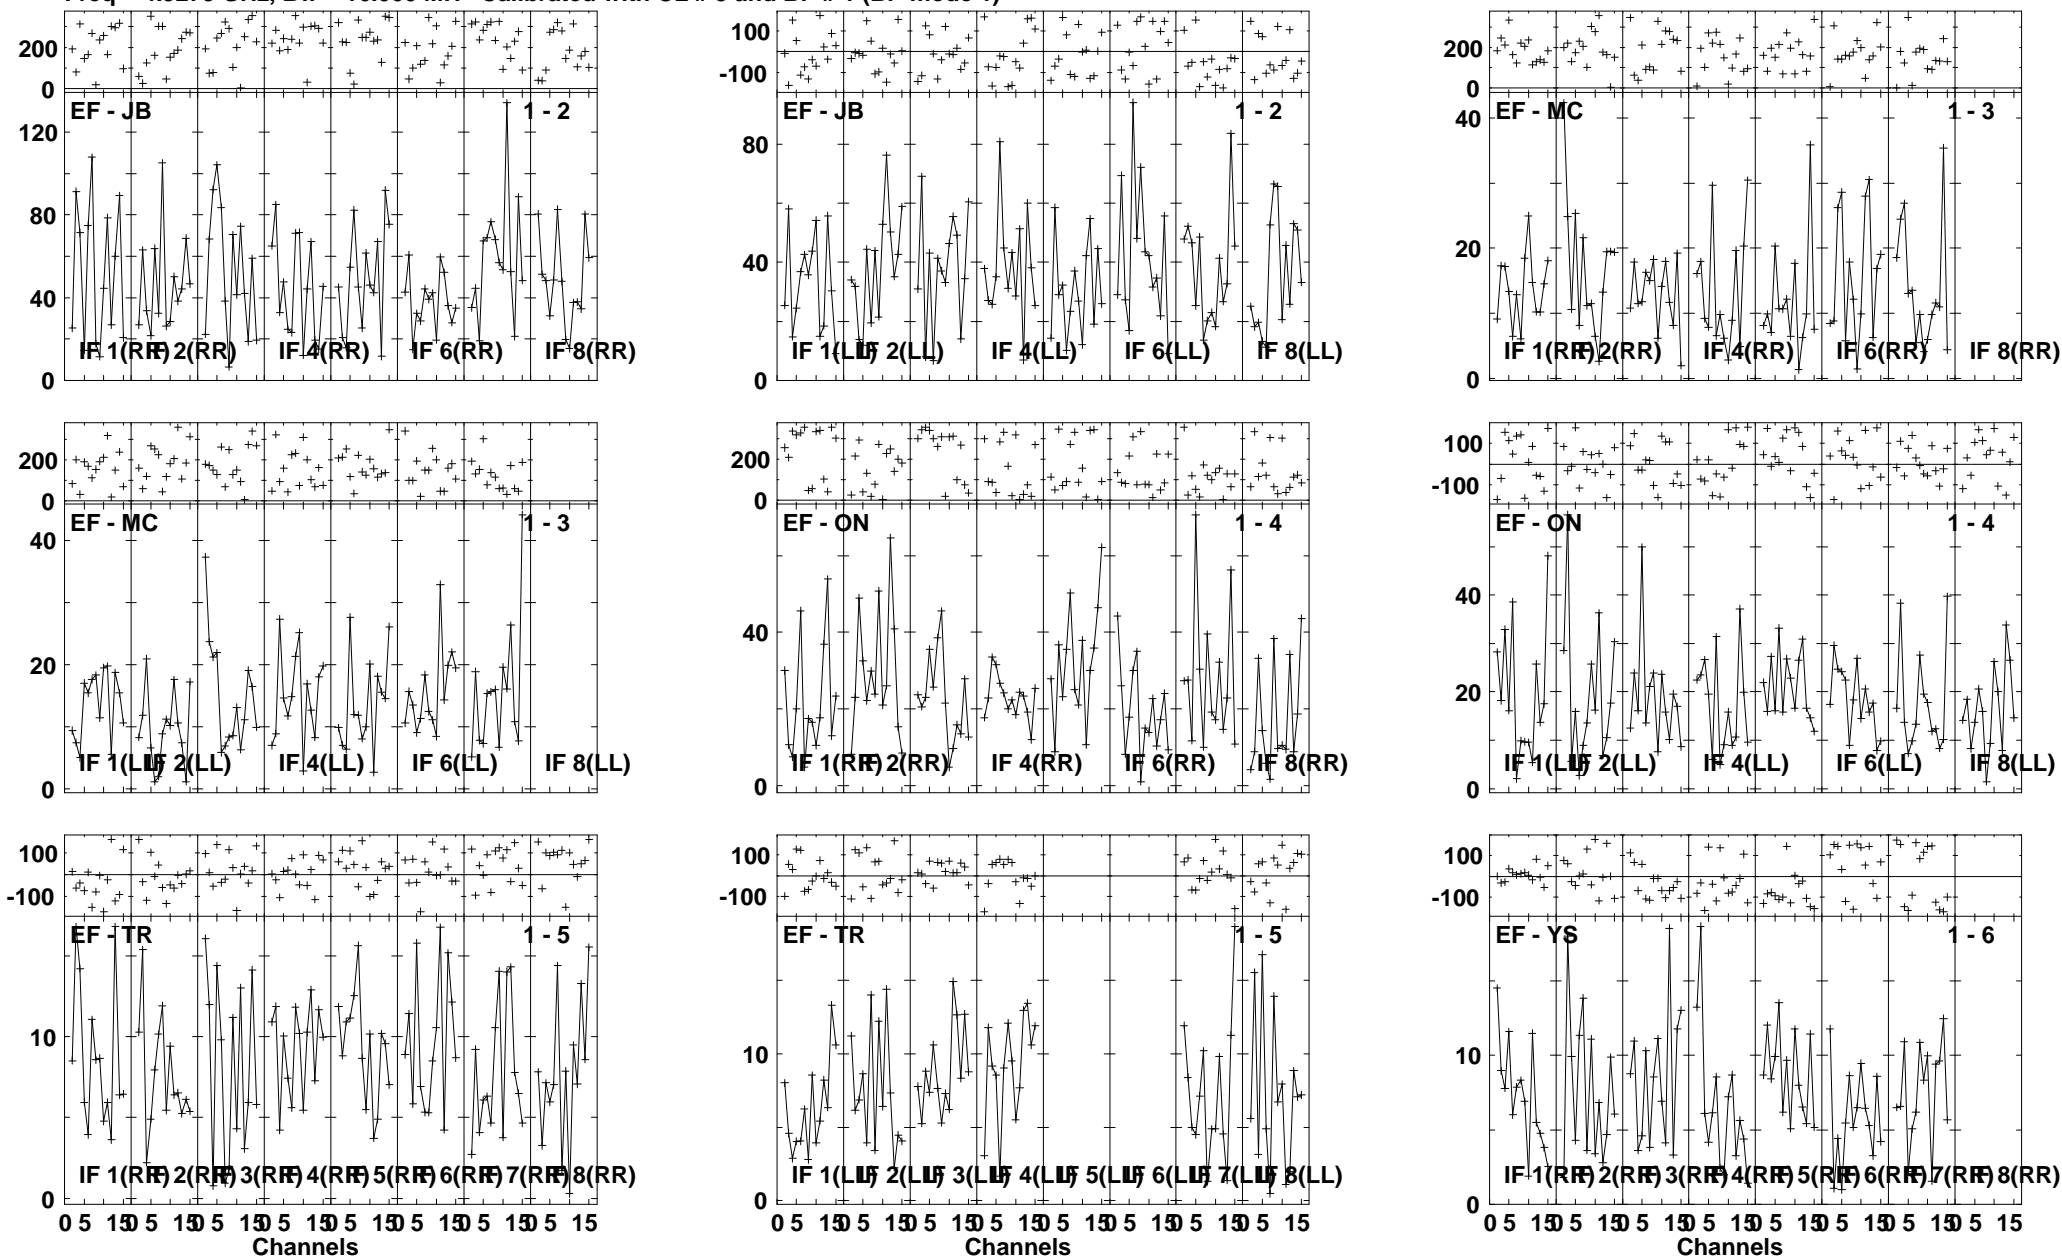 Freq GHz, Bw MH Calibrated with CL # and BP # 1 (BP mode 1)
200
0
EF - JB 1 - 2
120
80
40
0
IF 1(RR) IF 2(RR) IF 4(RR) IF 6(RR) IF 8(RR)
100
-100
EF - JB 1 - 2
80
40
0
IF 1(LL) IF 2(LL) IF 4(LL) IF 6(LL) IF 8(LL)
400
200
0
EF - MC 1 - 3
40
20
0
IF 1(RR) IF 2(RR) IF 4(RR) IF 6(RR) IF 8(RR)
200
0
EF - MC 1 - 3
40
20
0
IF 1(LL) IF 2(LL) IF 4(LL) IF 6(LL) IF 8(LL)
200
0
EF - ON 1 - 4
40
0
IF 1(RR) IF 2(RR) IF 4(RR) IF 6(RR) IF 8(RR)
100
-100
EF - ON 1 - 4
40
20
0
IF 1(LL) IF 2(LL) IF 4(LL) IF 6(LL) IF 8(LL)
100
-100
EF - TR 1 - 5
10
0
IF 1(RR) IF 2(RR) IF 3(RR) IF 4(RR) IF 5(RR) IF 6(RR) IF 7(RR) IF 8(RR)
0 5 15 0 5 15 0 5 15 0 5 15 0 5 15 0 5 15 0 5 15 0 5 15
Channels
100
-100
EF - TR 1 - 5
10
0
IF 1(LL) IF 2(LL) IF 3(LL) IF 4(LL) IF 5(LL) IF 6(LL) IF 7(LL) IF 8(LL)
0 5 15 0 5 15 0 5 15 0 5 15 0 5 15 0 5 15 0 5 15 0 5 15
Channels
100
-100
EF - YS 1 - 6
10
0
IF 1(RR) IF 2(RR) IF 3(RR) IF 4(RR) IF 5(RR) IF 6(RR) IF 7(RR) IF 8(RR)
0 5 15 0 5 15 0 5 15 0 5 15 0 5 15 0 5 15 0 5 15 0 5 15
Channels